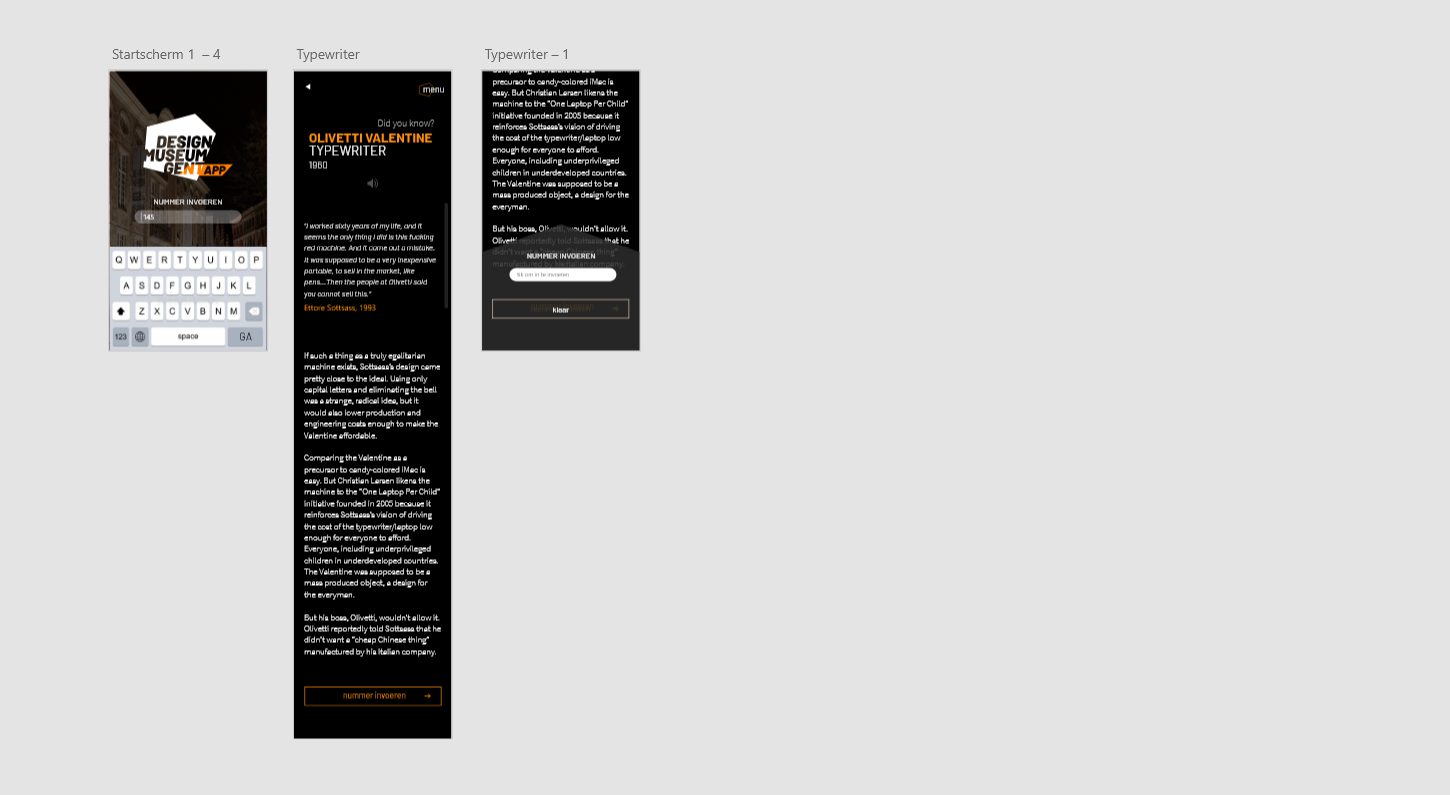 Startscherm 1 – 4
DESIGN
MUSEUM
GENT APP
NUMMER INVOEREN
145
Q W E R T Y U I O P
A S D F G H J K L
Z X C V B N M
123
space
GA
Typewriter
menu
Did you know?
OLIVETTI VALENTINE
TYPEWRITER
1960
"I worked sixty years of my life, and it
seems the only thing I did is this fucking
red machine. And it came out a mistake.
It was supposed to be a very inexpensive
portable, to sell in the market, like
pens...Then the people at Olivetti said
you cannot sell this."
Ettore Sottsass, 1993
If such a thing as a truly egalitarian
machine exists, Sottsass's design came
pretty close to the ideal. Using only
capital letters and eliminating the bell
was a strange, radical idea, but it
would also lower production and
engineering costs enough to make the
Valentine affordable.
Comparing the Valentine as a
precursor to candy-colored iMac is
easy. But Christian Larsen likens the
machine to the "One Laptop Per Child"
initiative founded in 2005 because it
reinforces Sottsass's vision of driving
the cost of the typewriter/laptop low
enough for everyone to afford.
Everyone, including underprivileged
children in underdeveloped countries.
The Valentine was supposed to be a
mass produced object, a design for
the everyman.
But his boss, Olivetti, wouldn't allow it.
Olivetti reportedly told Sottsass that he
didn't want a "cheap Chinese thing"
manufactured by his Italian company.
nummer invoeren
Typewriter – 1
Comparing the Valentine as a
precursor to candy-colored iMac is
easy. But Christian Larsen likens the
machine to the "One Laptop Per Child"
initiative founded in 2005 because it
reinforces Sottsass's vision of driving
the cost of the typewriter/laptop low
enough for everyone to afford.
Everyone, including underprivileged
children in underdeveloped countries.
The Valentine was supposed to be a
mass produced object, a design for the
everyman.
But his boss, Olivetti, wouldn't allow it.
Olivetti reportedly told Sottsass that he
didn't want a "cheap Chinese thing"
manufactured by his Italian company.
NUMMER INVOEREN
tik om in te invoeren
nummer invoeren
klaar